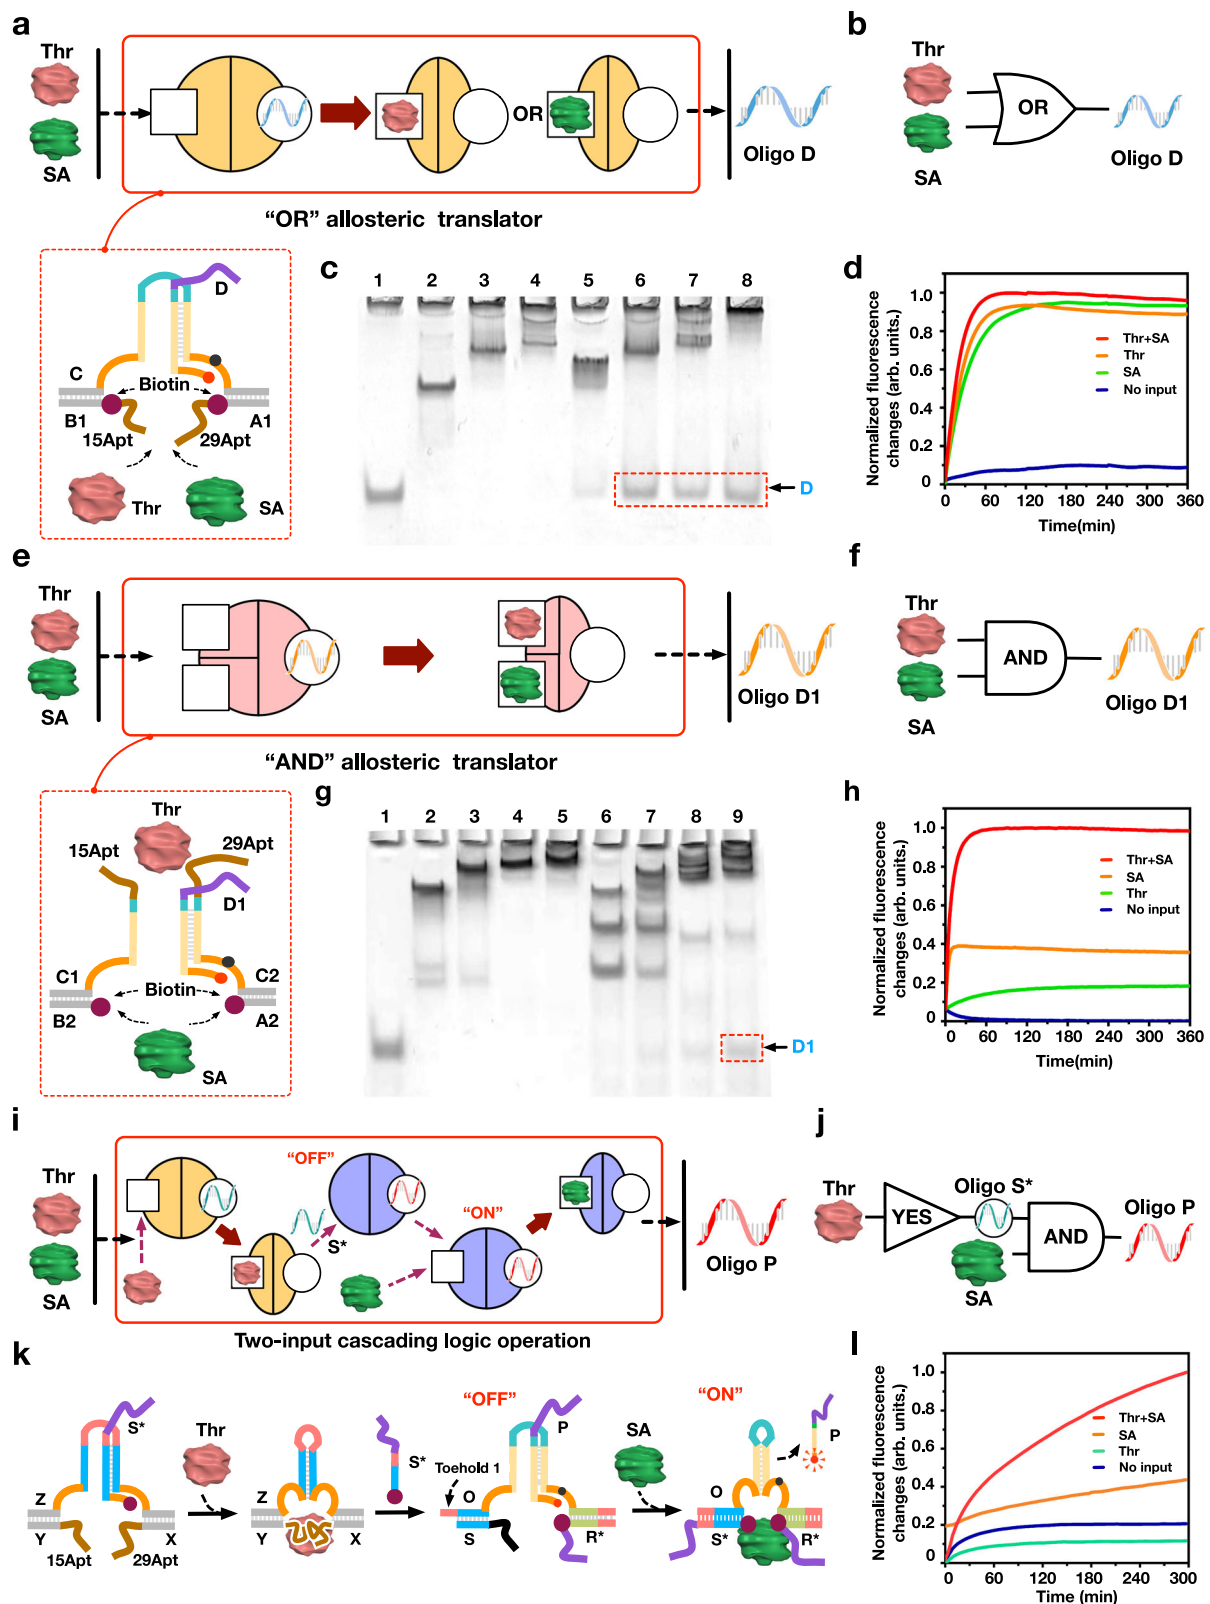 a
Thr
SA
OR
Oligo D
“OR” allosteric translator
b
Thr
SA
OR
Oligo D
D
C
Biotin
B1
A1
15Apt
29Apt
Thr
SA
c
1 2 3 4 5 6 7 8
D
d
Normalized fluorescence
changes (arb. units.)
1.0
0.8
0.6
0.4
0.2
0
Thr+SA
Thr
SA
No input
0 60 120 180 240 300 360
Time(min)
e
Thr
SA
Oligo D1
“AND” allosteric translator
f
Thr
SA
AND
Oligo D1
Thr
15Apt
29Apt
D1
C1
C2
Biotin
B2
A2
SA
g
1 2 3 4 5 6 7 8 9
D1
h
Normalized fluorescence
changes (arb. units.)
1.0
0.8
0.6
0.4
0.2
0
Thr+SA
SA
Thr
No input
0 60 120 180 240 300 360
Time(min)
i
Thr
SA
“OFF”
S*
“ON”
Oligo P
Two-input cascading logic operation
j
Thr
YES
Oligo S*
SA
AND
Oligo P
k
S*
Z
Y
X
15Apt
29Apt
Thr
Z
Y
X
S*
“OFF”
Toehold 1
P
O
S
R*
SA
“ON”
P
O
S*
R*
l
Normalized fluorescence
changes (arb. units.)
1.0
0.8
0.6
0.4
0.2
0
Thr+SA
SA
Thr
No input
0 60 120 180 240 300
Time (min)